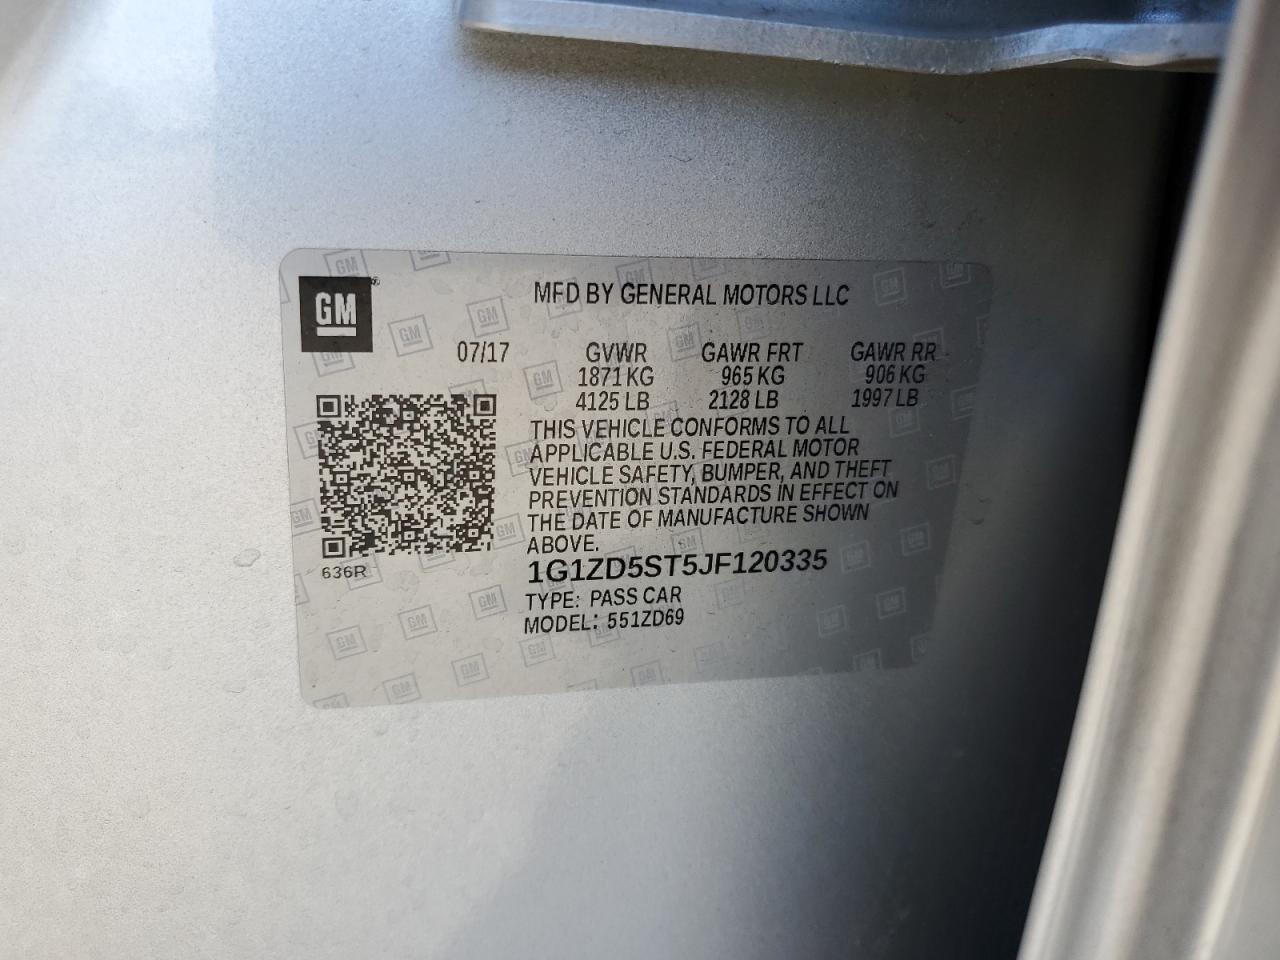 GM
MFD BY GENERAL MOTORS LLC
07/17 GVWR GAWR FRT GAWR RR
1871 KG 965 KG 906 KG
4125 LB 2128 LB 1997 LB
THIS VEHICLE CONFORMS TO ALL
APPLICABLE U.S. FEDERAL MOTOR
VEHICLE SAFETY, BUMPER, AND THEFT
PREVENTION STANDARDS IN EFFECT ON
THE DATE OF MANUFACTURE SHOWN
ABOVE.
636R
1G1ZD5ST5JF120335
TYPE: PASS CAR
MODEL: 551ZD69